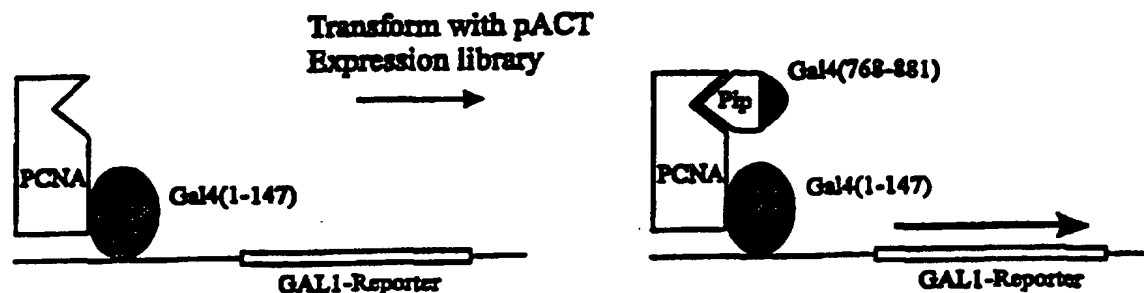 Transform with pACT
Expression library
PCNA
Gal4(1-147)
GAL1-Reporter
Gal4(768-881)
Pip
PCNA
Gal4(1-147)
GAL1-Reporter